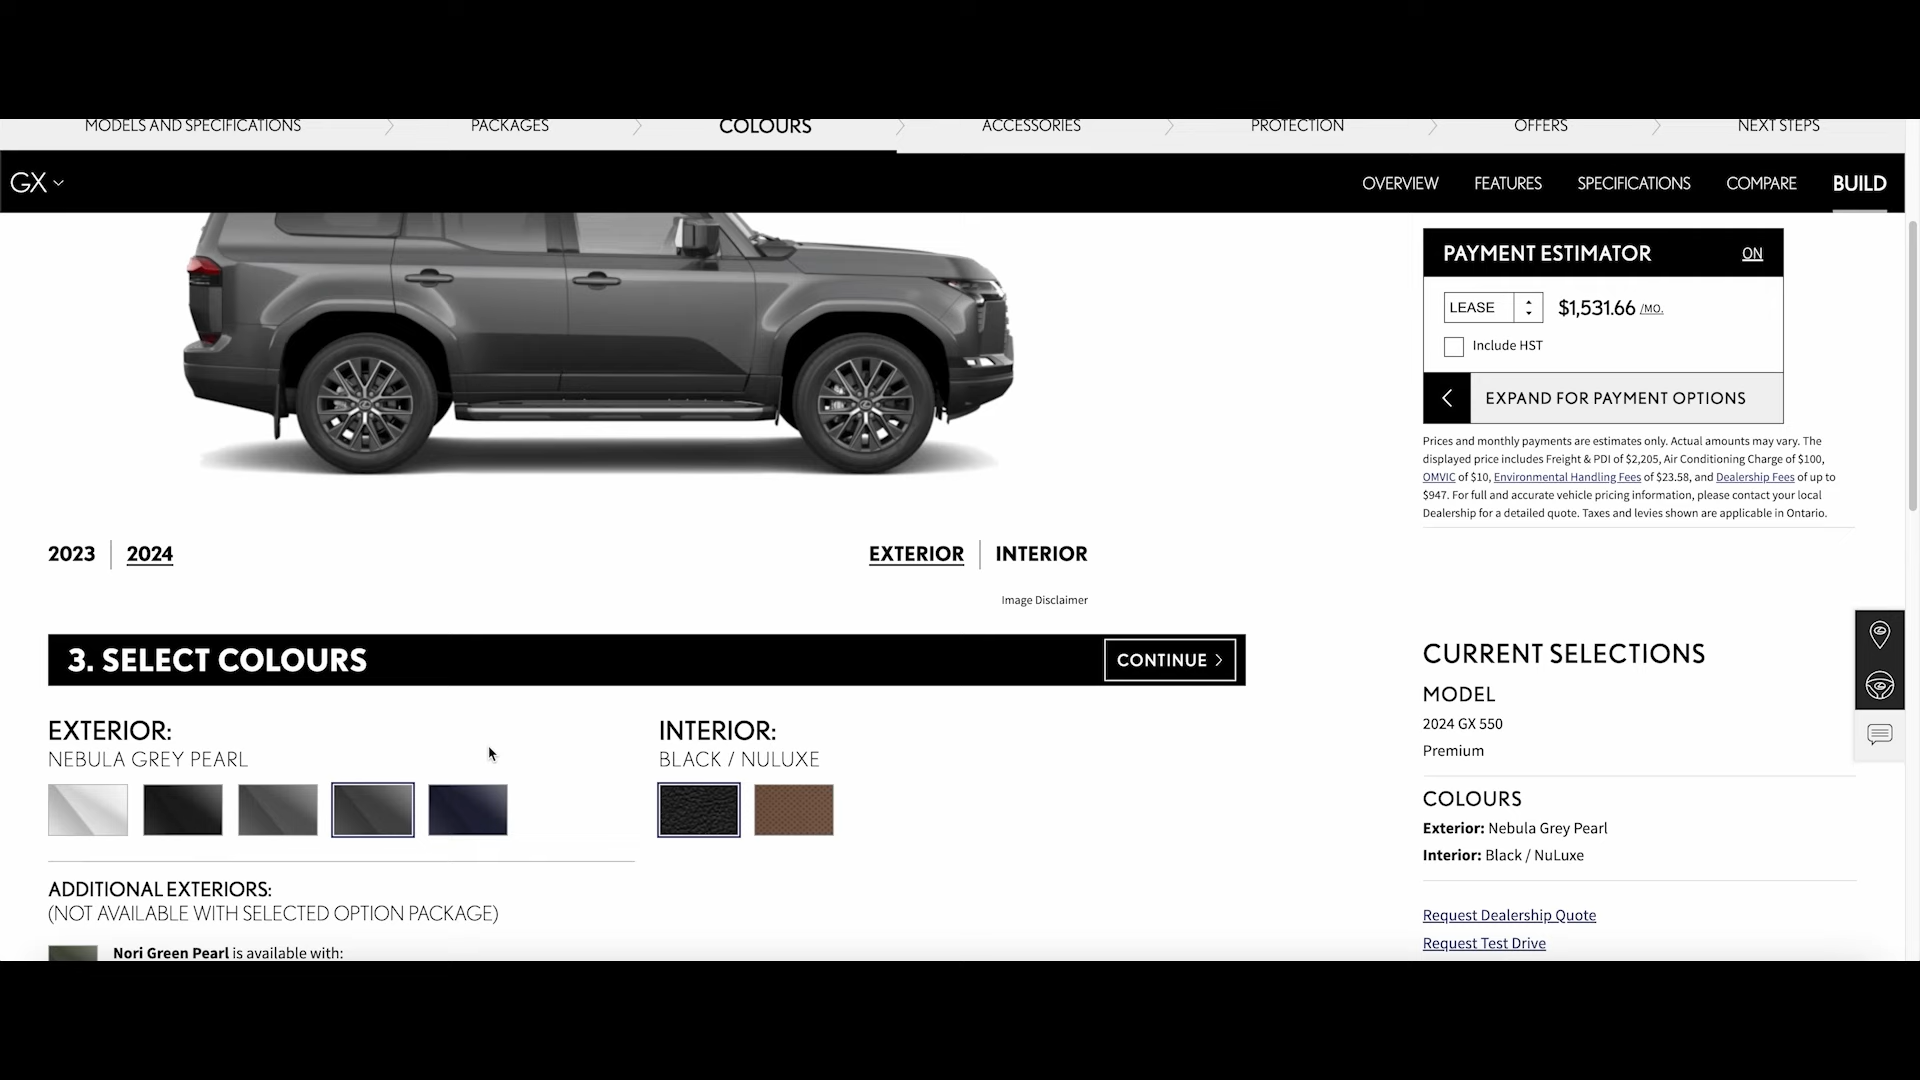 MODELS AND SPECIFICATIONS
PACKAGES
COLOURS
ACCESSORIES
PROTECTION
OFFERS
NEXT STEPS
GX
OVERVIEW
FEATURES
SPECIFICATIONS
COMPARE
BUILD
PAYMENT ESTIMATOR
ON
LEASE
$1,531.66 /MO.
Include HST
EXPAND FOR PAYMENT OPTIONS
Prices and monthly payments are estimates only. Actual amounts may vary. The
displayed price includes Freight & PDI of $2,205, Air Conditioning Charge of $100,
OMVIC of $10, Environmental Handling Fees of $23.58, and Dealership Fees of up to
$947. For full and accurate vehicle pricing information, please contact your local
Dealership for a detailed quote. Taxes and levies shown are applicable in Ontario.
2023
2024
EXTERIOR
INTERIOR
Image Disclaimer
3. SELECT COLOURS
CONTINUE
EXTERIOR:
NEBULA GREY PEARL
INTERIOR:
BLACK / NULUXE
ADDITIONAL EXTERIORS:
(NOT AVAILABLE WITH SELECTED OPTION PACKAGE)
Nori Green Pearl is available with:
CURRENT SELECTIONS
MODEL
2024 GX 550
Premium
COLOURS
Exterior: Nebula Grey Pearl
Interior: Black / NuLuxe
Request Dealership Quote
Request Test Drive